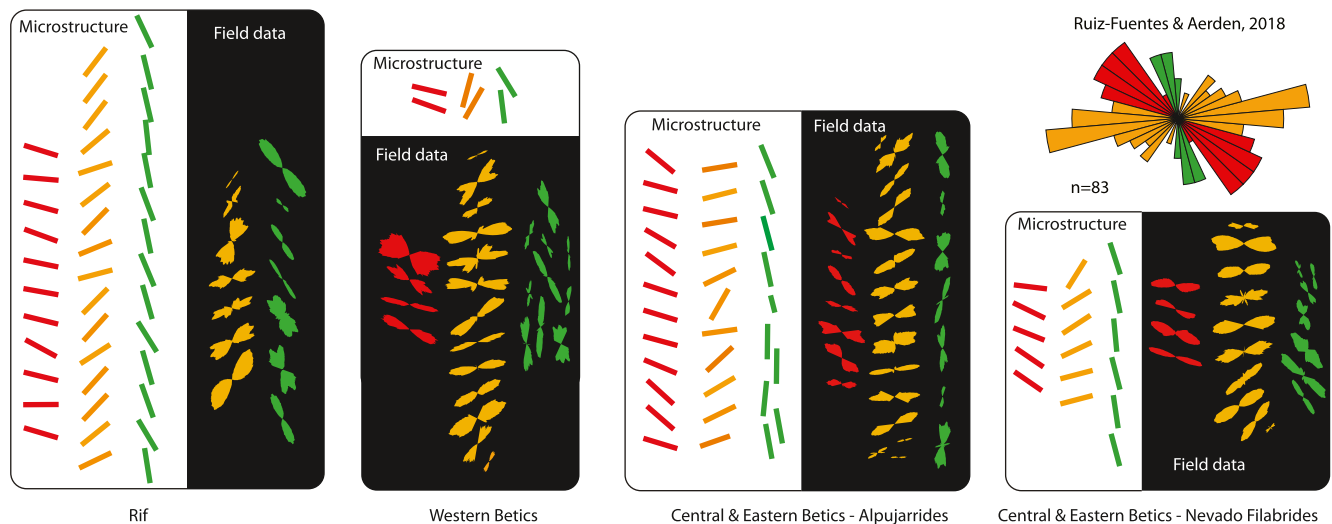 Microstructure
Field data
Rif
Microstructure
Field data
Western Betics
Microstructure
Field data
Central & Eastern Betics - Alpujarrides
Ruiz-Fuentes & Aerden, 2018
n=83
Microstructure
Field data
Central & Eastern Betics - Nevado Filabrides